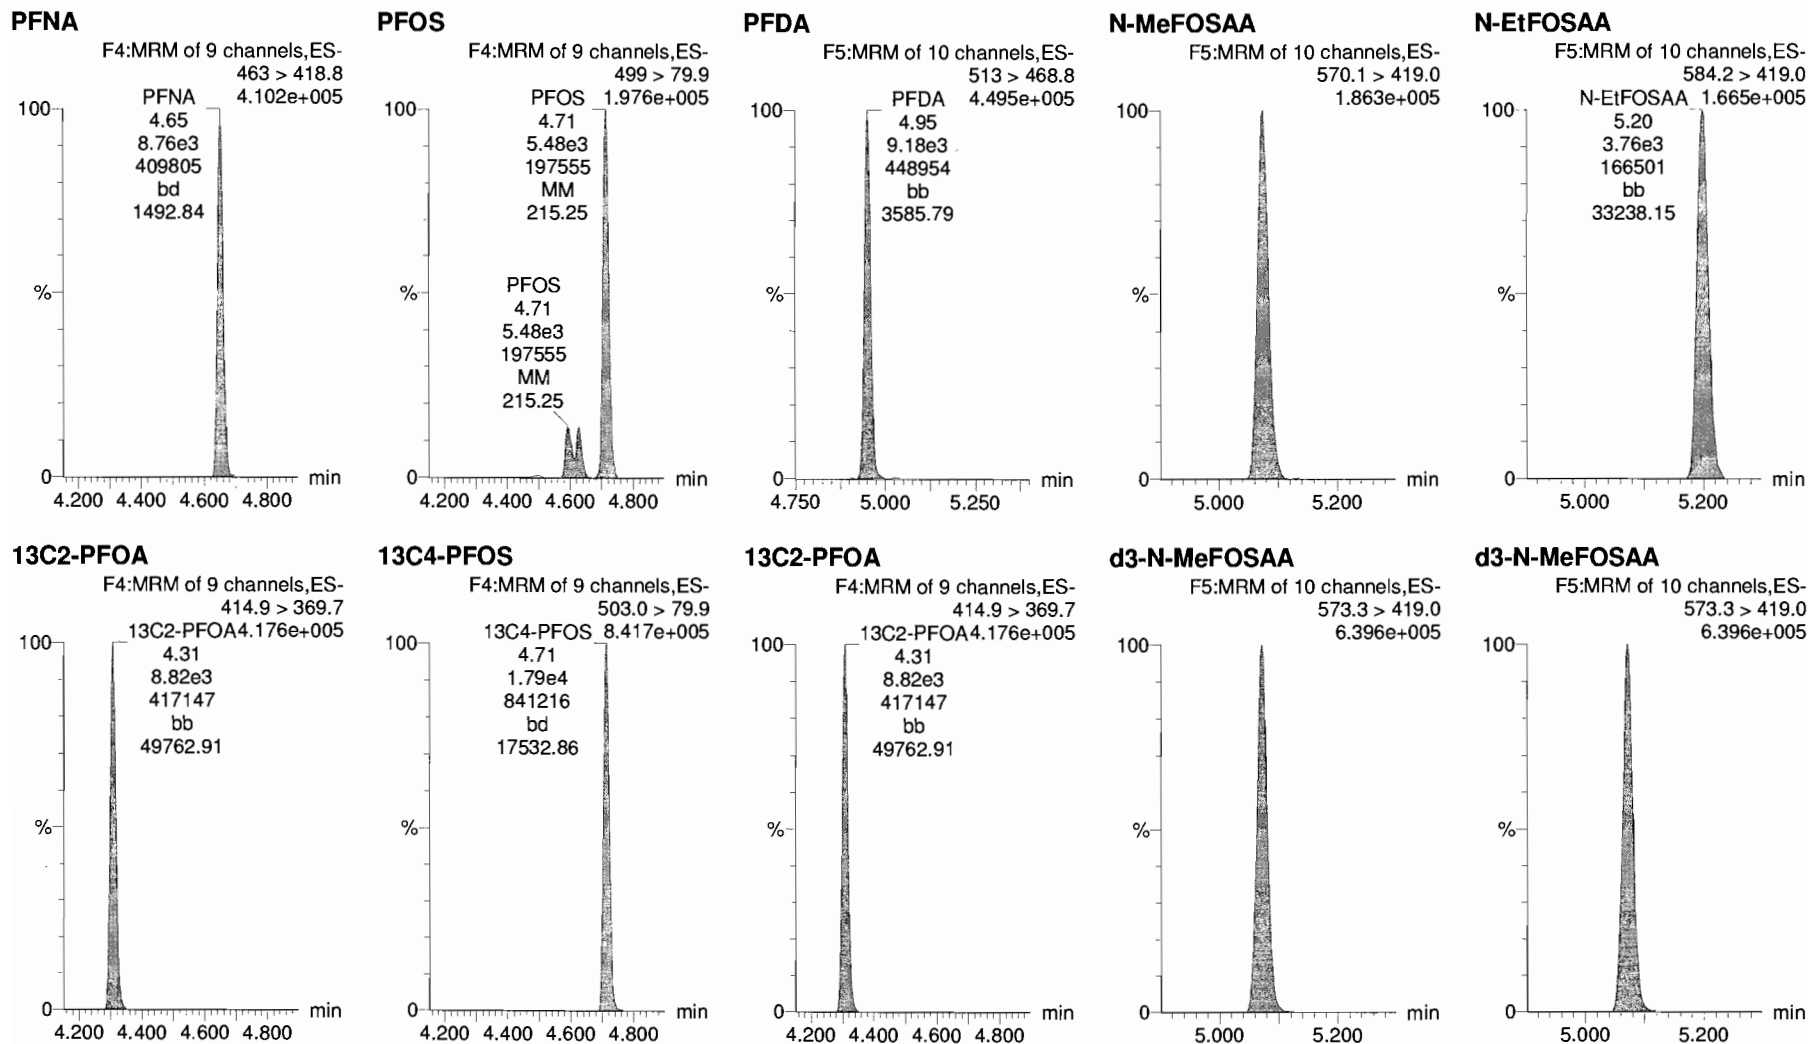 PFNA
F4:MRM of 9 channels,ES-
463 > 418.8
4.102e+005
PFNA
4.65
8.76e3
409805
bd
1492.84
100
%
0
min
4.200 4.400 4.600 4.800
PFOS
F4:MRM of 9 channels,ES-
499 > 79.9
1.976e+005
PFOS
4.71
5.48e3
197555
MM
215.25
PFOS
4.71
5.48e3
197555
MM
215.25
100
%
0
min
4.200 4.400 4.600 4.800
PFDA
F5:MRM of 10 channels,ES-
513 > 468.8
4.495e+005
PFDA
4.95
9.18e3
448954
bb
3585.79
100
%
0
min
4.750 5.000 5.250
N-MeFOSAA
F5:MRM of 10 channels,ES-
570.1 > 419.0
1.863e+005
100
%
0
min
5.000 5.200
N-EtFOSAA
F5:MRM of 10 channels,ES-
584.2 > 419.0
N-EtFOSAA 1.665e+005
5.20
3.76e3
166501
bb
33238.15
100
%
0
min
5.000 5.200
13C2-PFOA
F4:MRM of 9 channels,ES-
414.9 > 369.7
13C2-PFOA4.176e+005
4.31
8.82e3
417147
bb
49762.91
100
%
0
min
4.200 4.400 4.600 4.800
13C4-PFOS
F4:MRM of 9 channels,ES-
503.0 > 79.9
13C4-PFOS 8.417e+005
4.71
1.79e4
841216
bd
17532.86
100
%
0
min
4.200 4.400 4.600 4.800
13C2-PFOA
F4:MRM of 9 channels,ES-
414.9 > 369.7
13C2-PFOA4.176e+005
4.31
8.82e3
417147
bb
49762.91
100
%
0
min
4.200 4.400 4.600 4.800
d3-N-MeFOSAA
F5:MRM of 10 channels,ES-
573.3 > 419.0
6.396e+005
100
%
0
min
5.000 5.200
d3-N-MeFOSAA
F5:MRM of 10 channels,ES-
573.3 > 419.0
6.396e+005
100
%
0
min
5.000 5.200